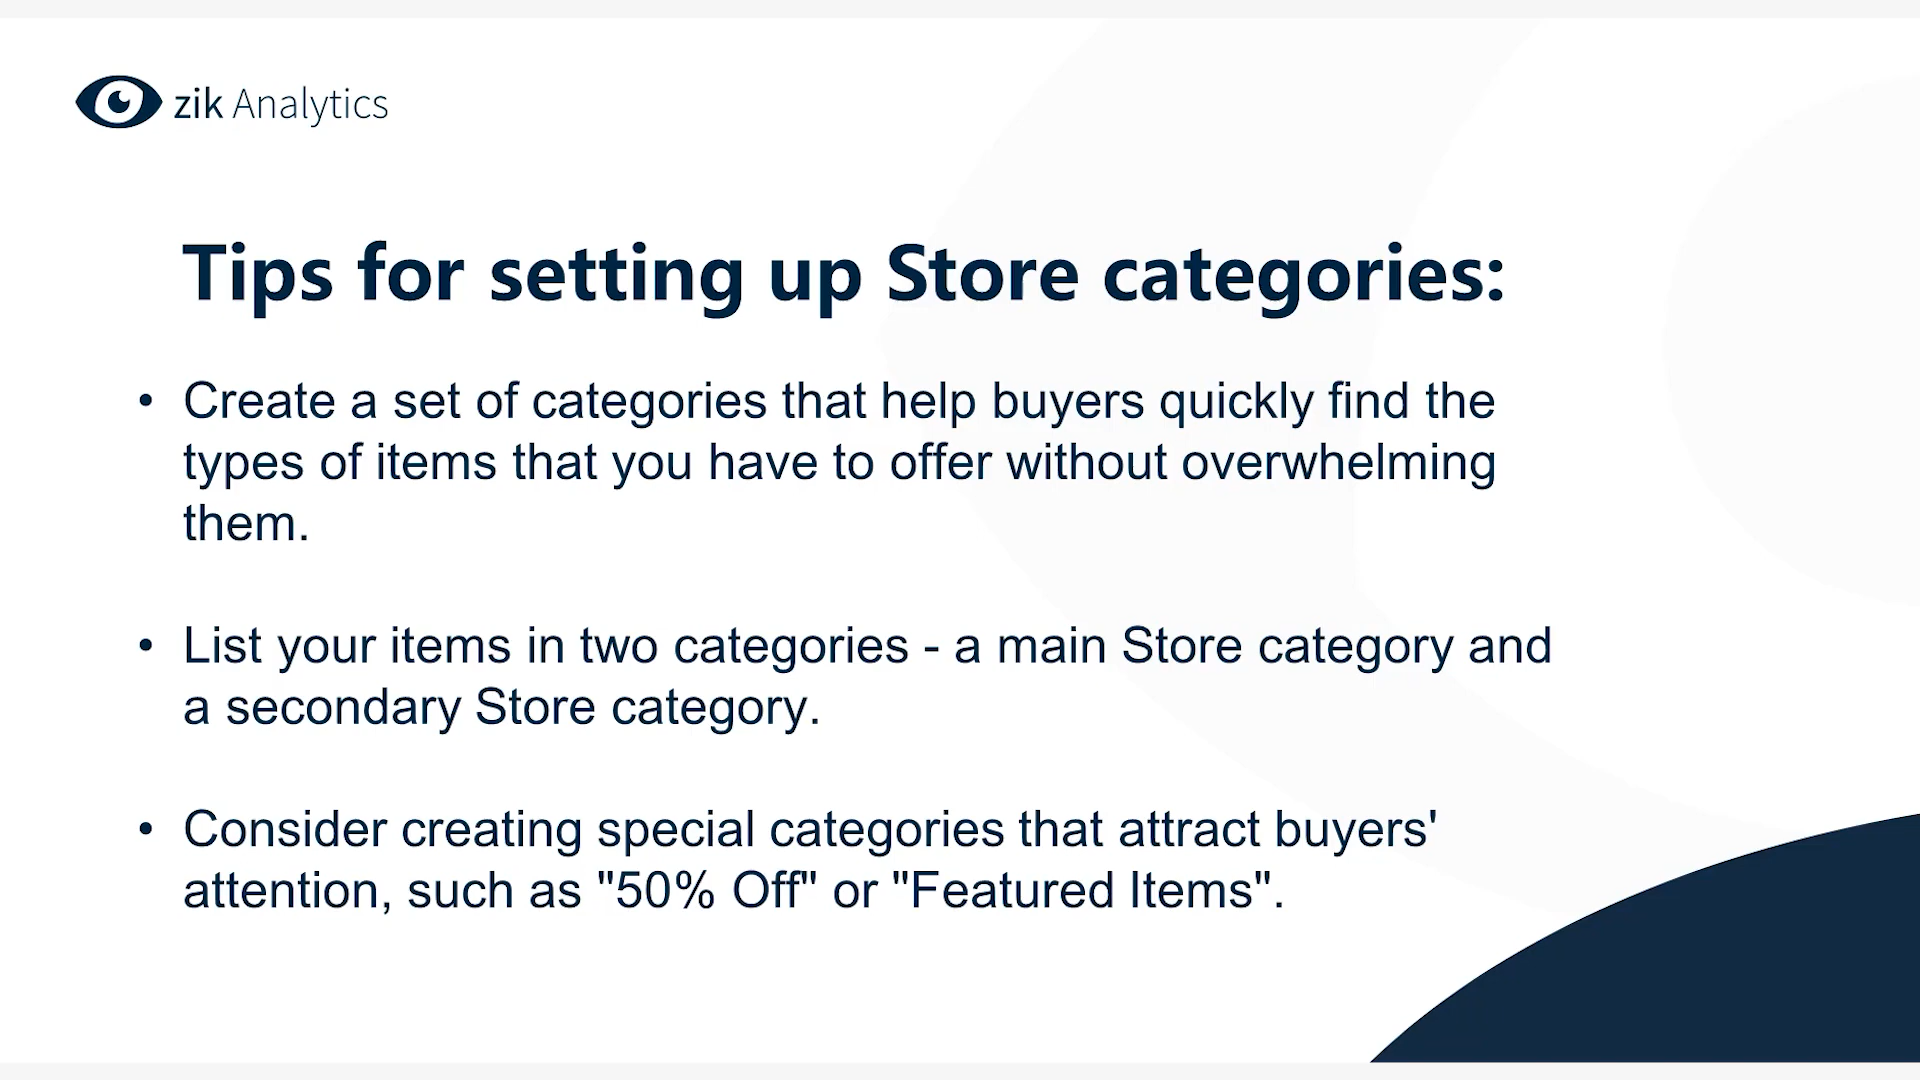 zik Analytics
Tips for setting up Store categories:
• Create a set of categories that help buyers quickly find the
types of items that you have to offer without overwhelming
them.
• List your items in two categories - a main Store category and
a secondary Store category.
• Consider creating special categories that attract buyers'
attention, such as "50% Off" or "Featured Items".